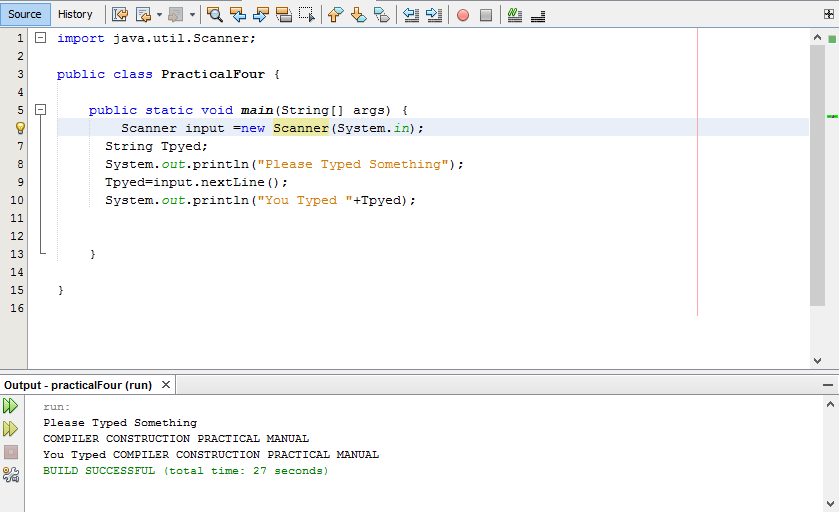 Source History
1 import java.util.Scanner;
2
3 public class PracticalFour {
4
5 public static void main(String[] args) {
Scanner input =new Scanner(System.in);
7 String Tpyed;
8 System.out.println("Please Typed Something");
9 Tpyed=input.nextLine();
10 System.out.println("You Typed "+Tpyed);
11
12
13 }
14
15 }
16
Output - practicalFour (run) ×
run:
Please Typed Something
COMPILER CONSTRUCTION PRACTICAL MANUAL
You Typed COMPILER CONSTRUCTION PRACTICAL MANUAL
BUILD SUCCESSFUL (total time: 27 seconds)